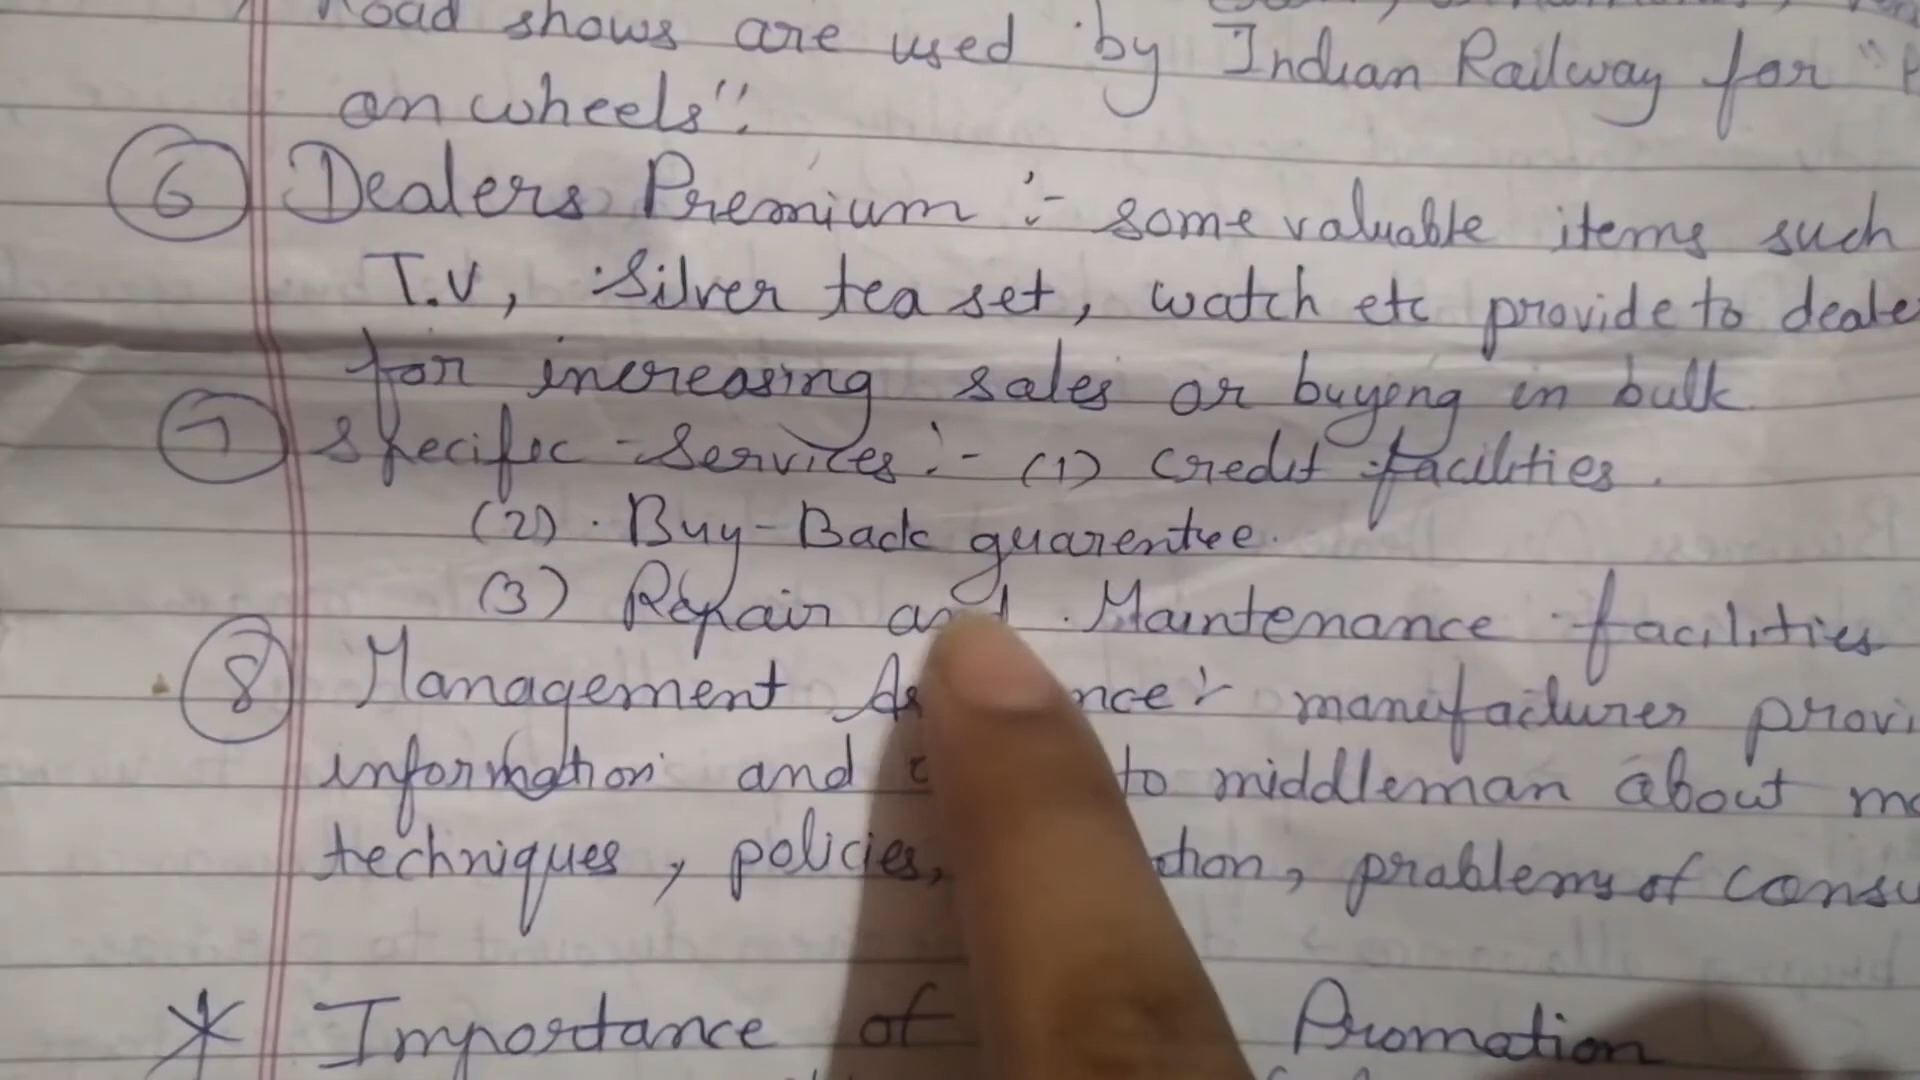 Road shows are used by Indian Railway for "
on wheels".
6 Dealers Premium :- some valuable items such
T.V, Silver tea set, watch etc provide to deale
for increasing sales or buyeng in bulk
7 Specific Services :- (1) Credit facilities.
(2) Buy-Back guarentee.
(3) Repair and Maintenance facilities
8 Management nce:- manufacturer provi
information and to middleman about
techniques, policies, problems of consu
* Importance of Promotion